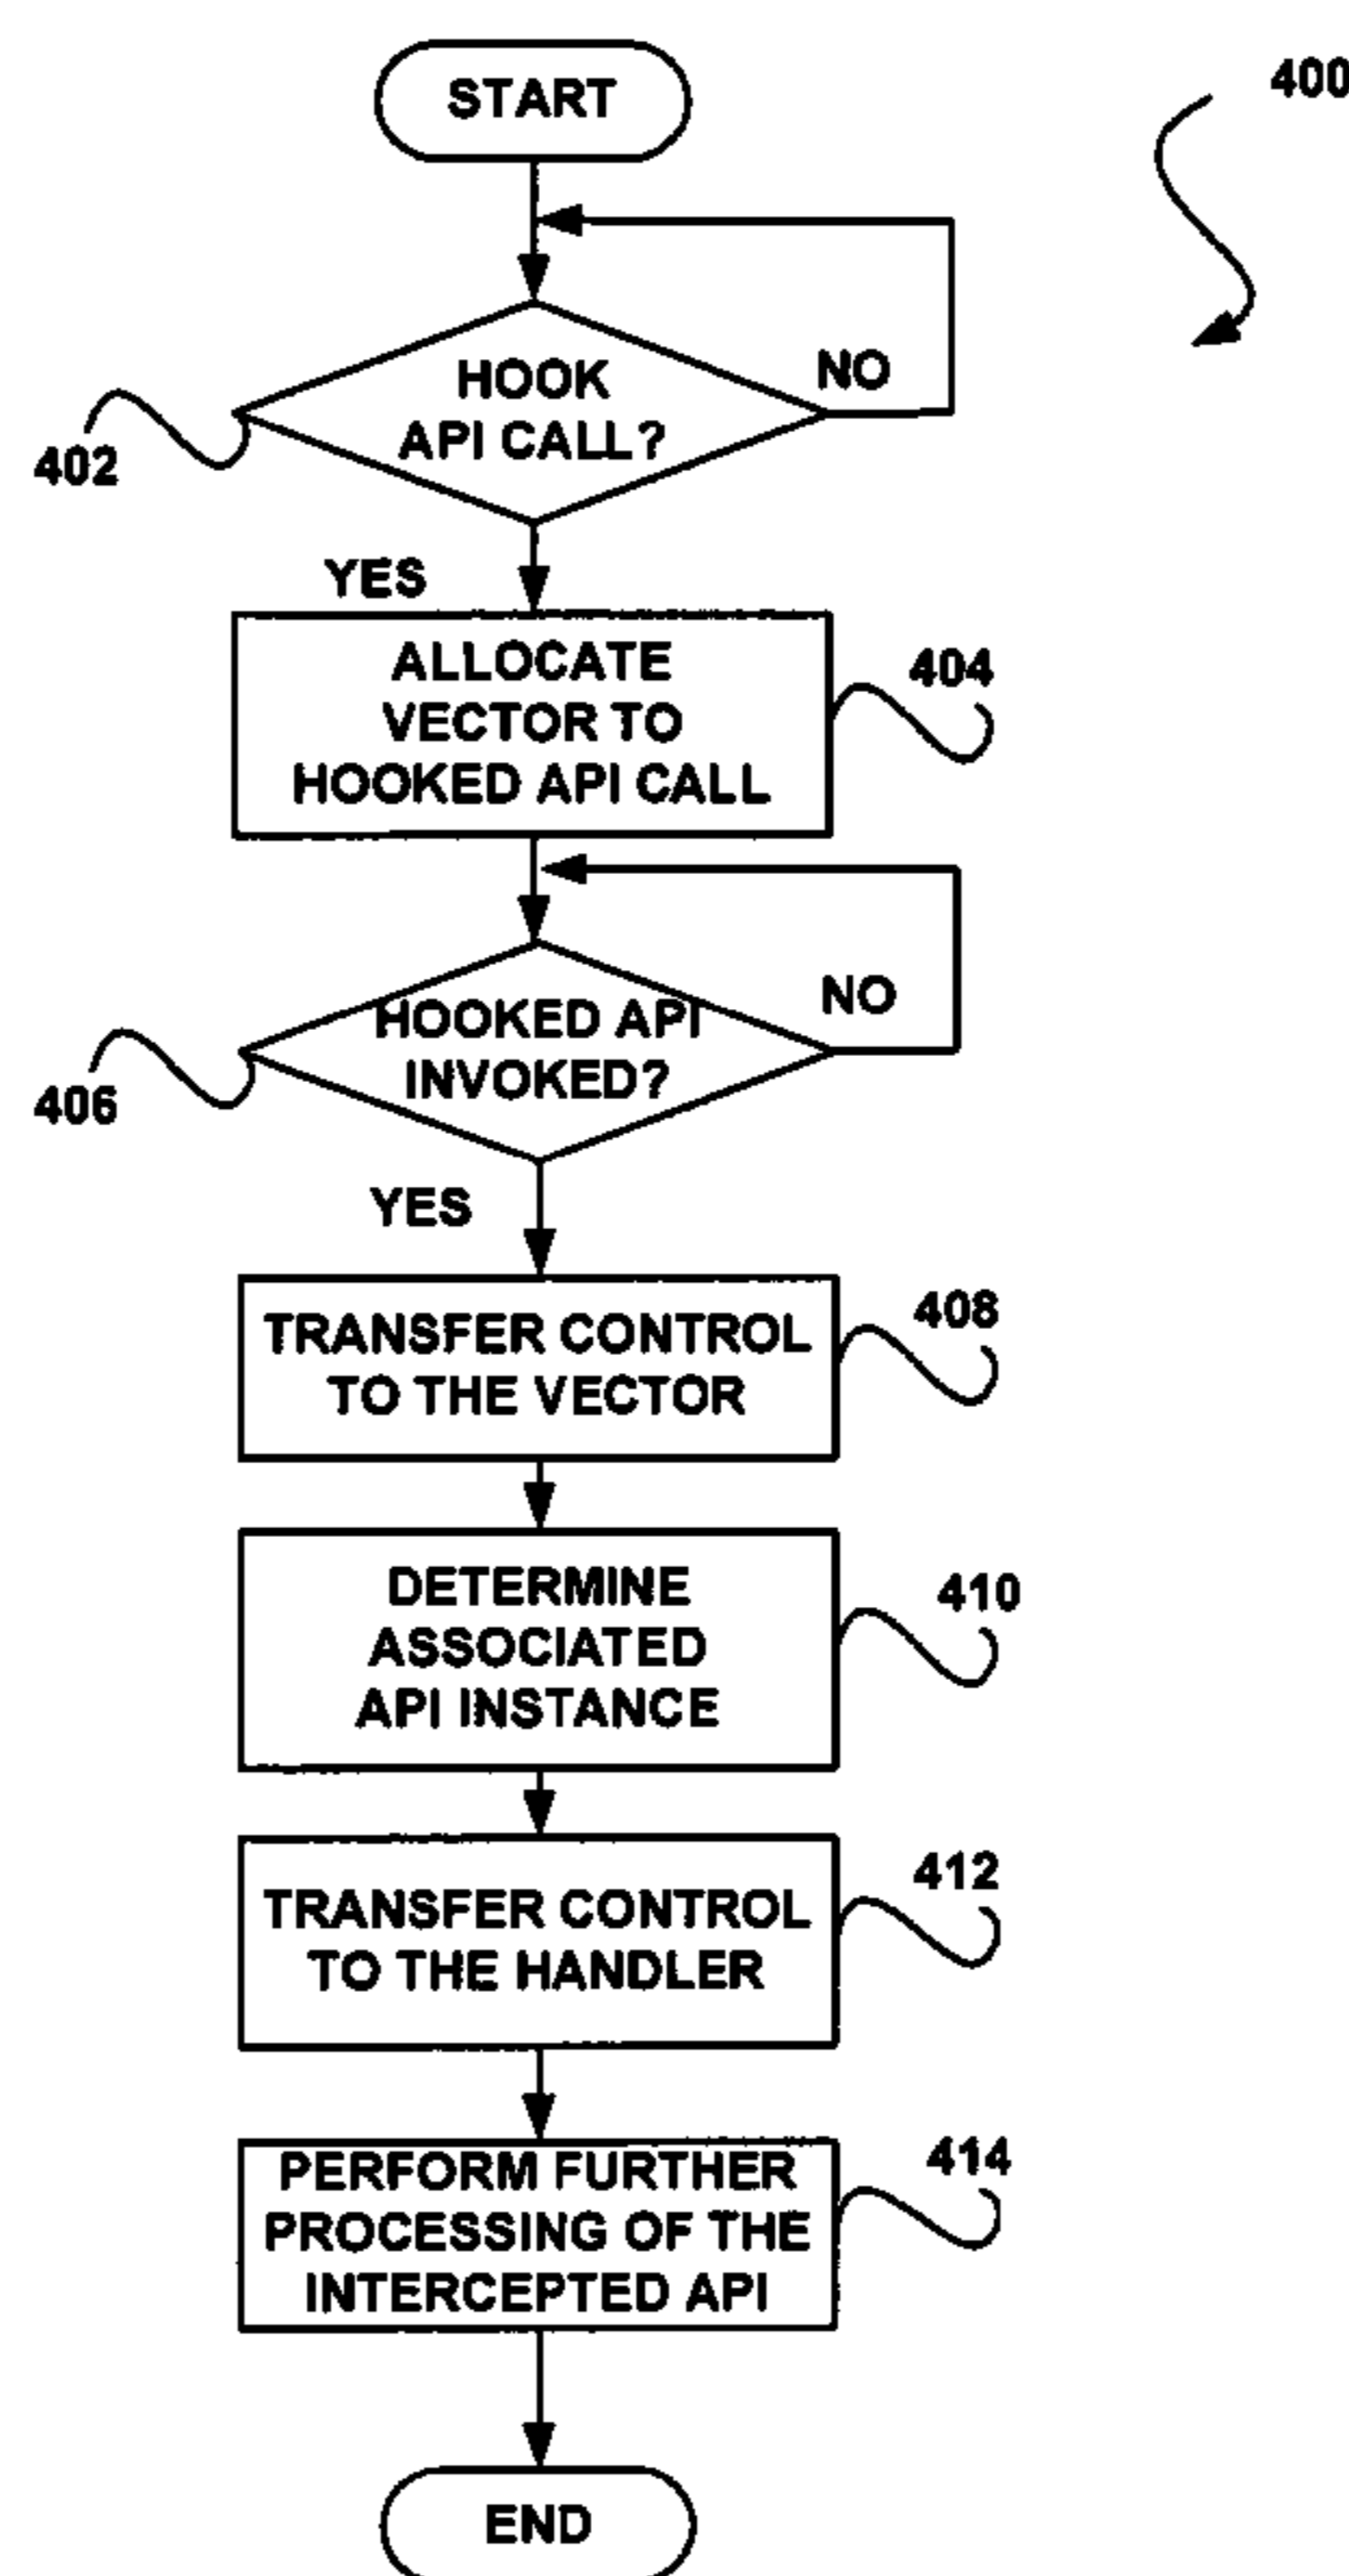 START
400
HOOK
API CALL?
NO
402
YES
ALLOCATE
VECTOR TO
HOOKED API CALL
404
HOOKED API
INVOKED?
NO
406
YES
TRANSFER CONTROL
TO THE VECTOR
408
DETERMINE
ASSOCIATED
API INSTANCE
410
TRANSFER CONTROL
TO THE HANDLER
412
PERFORM FURTHER
PROCESSING OF THE
INTERCEPTED API
414
END